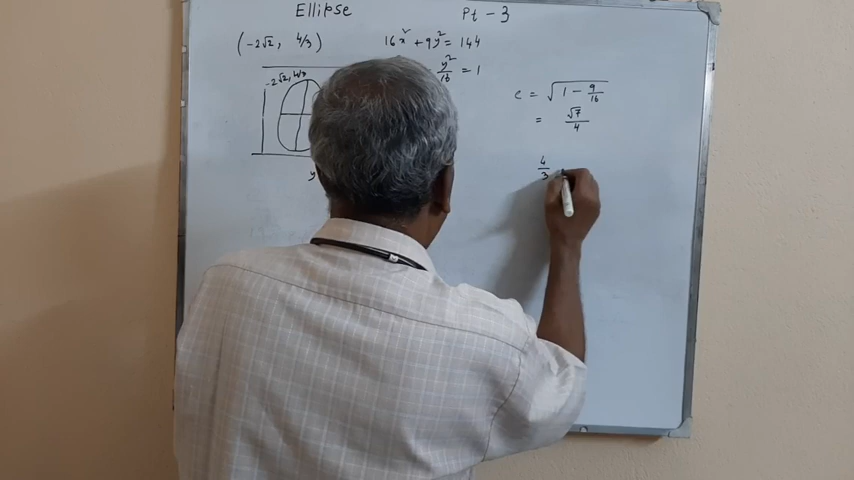 Ellipse Pt - 3
(-2√2, 4/3) 16x² + 9y² = 144
y²/16 = 1
-2√2, 4/3
e = √(1 - 9/16)
= √7/4
y
4/3